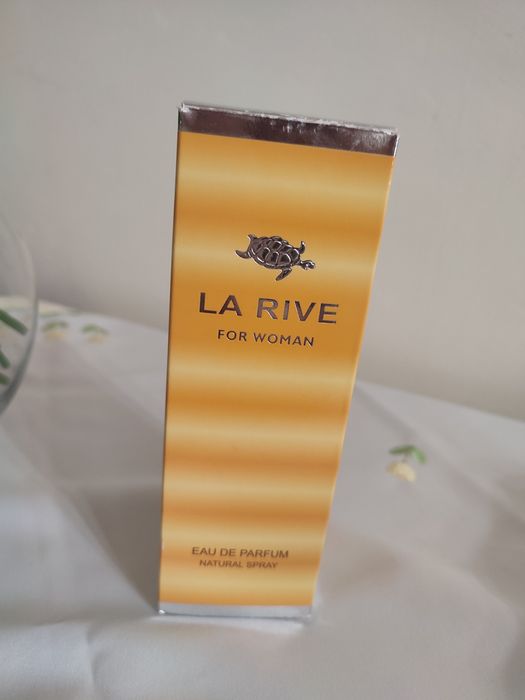 LA RIVE
FOR WOMAN
EAU DE PARFUM
NATURAL SPRAY